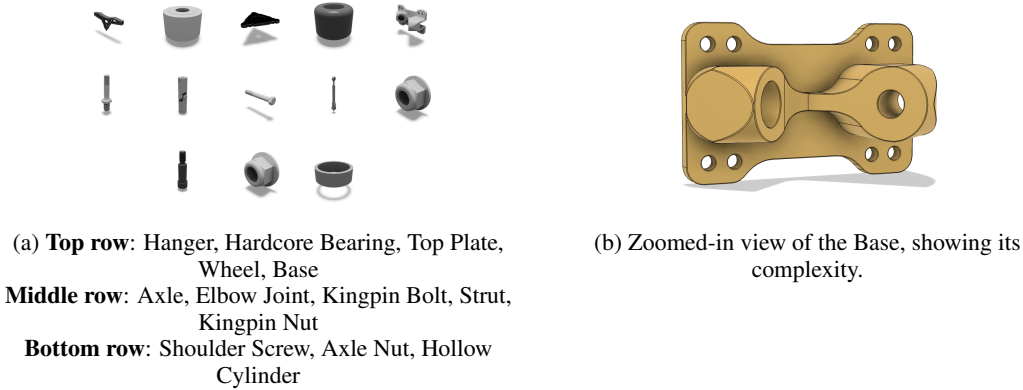 (a) Top row: Hanger, Hardcore Bearing, Top Plate,
Wheel, Base
Middle row: Axle, Elbow Joint, Kingpin Bolt, Strut,
Kingpin Nut
Bottom row: Shoulder Screw, Axle Nut, Hollow
Cylinder
(b) Zoomed-in view of the Base, showing its
complexity.